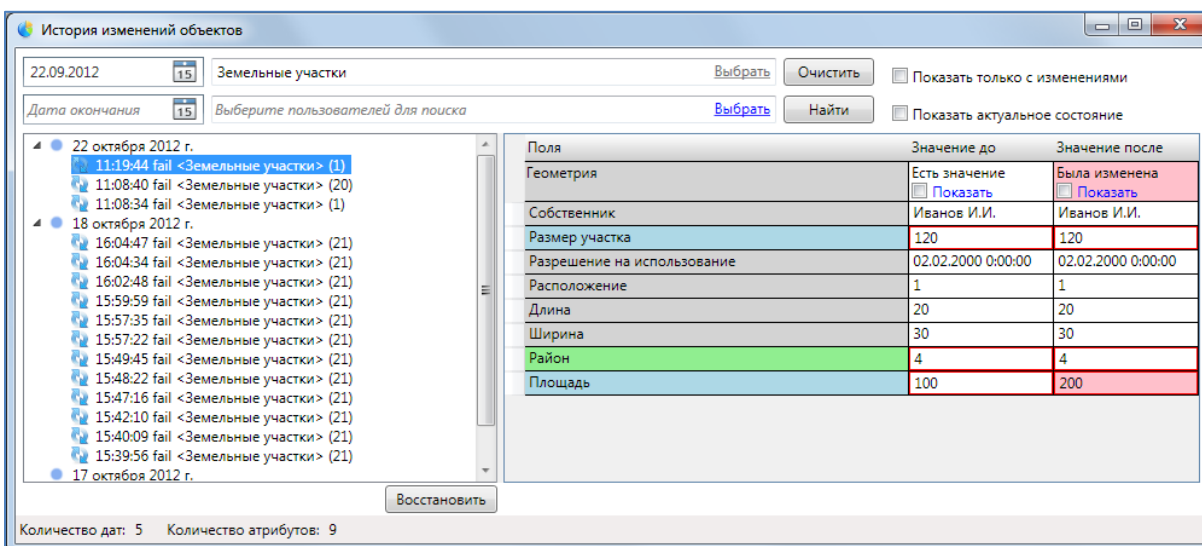 История изменений объектов
22.09.2012 15 Земельные участки Выбрать Очистить Показать только с изменениями
Дата окончания 15 Выберите пользователей для поиска Выбрать Найти Показать актуальное состояние
22 октября 2012 г.
11:19:44 fail <Земельные участки> (1)
11:08:40 fail <Земельные участки> (20)
11:08:34 fail <Земельные участки> (1)
18 октября 2012 г.
16:04:47 fail <Земельные участки> (21)
16:04:34 fail <Земельные участки> (21)
16:02:48 fail <Земельные участки> (21)
15:59:59 fail <Земельные участки> (21)
15:57:35 fail <Земельные участки> (21)
15:57:22 fail <Земельные участки> (21)
15:49:45 fail <Земельные участки> (21)
15:48:22 fail <Земельные участки> (21)
15:47:16 fail <Земельные участки> (21)
15:42:10 fail <Земельные участки> (21)
15:40:09 fail <Земельные участки> (21)
15:39:56 fail <Земельные участки> (21)
17 октября 2012 г.
Восстановить
Поля Значение до Значение после
Геометрия Есть значение Была изменена
Показать Показать
Собственник Иванов И.И. Иванов И.И.
Размер участка 120 120
Разрешение на использование 02.02.2000 0:00:00 02.02.2000 0:00:00
Расположение 1 1
Длина 20 20
Ширина 30 30
Район 4 4
Площадь 100 200
Количество дат: 5 Количество атрибутов: 9